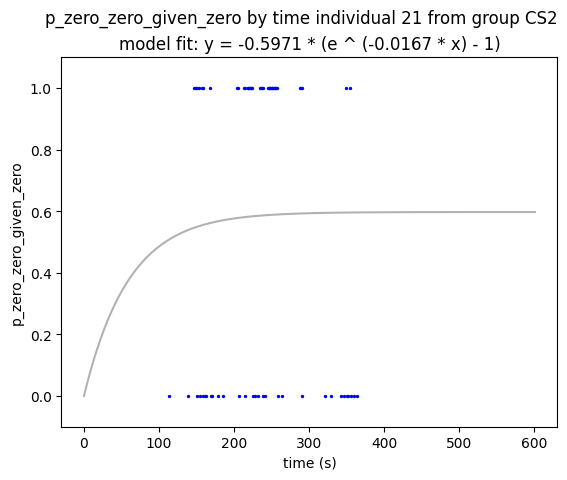 p_zero_zero_given_zero by time individual 21 from group CS2
model fit: y = -0.5971 * (e ^ (-0.0167 * x) - 1)
1.0
0.8
0.6
0.4
0.2
0.0
p_zero_zero_given_zero
0 100 200 300 400 500 600
time (s)